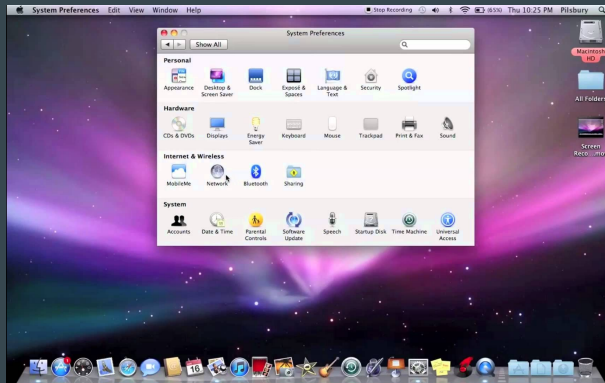 System Preferences Edit View Window Help
Stop Recording (65%) Thu 10:25 PM Pilsbury
System Preferences
Show All
Personal
Appearance Desktop & Screen Saver Dock Exposé & Spaces Language & Text Security Spotlight
Hardware
CDs & DVDs Displays Energy Saver Keyboard Mouse Trackpad Print & Fax Sound
Internet & Wireless
MobileMe Network Bluetooth Sharing
System
Accounts Date & Time Parental Controls Software Update Speech Startup Disk Time Machine Universal Access
Macintosh HD
All Folders
Screen Reco...mov
16